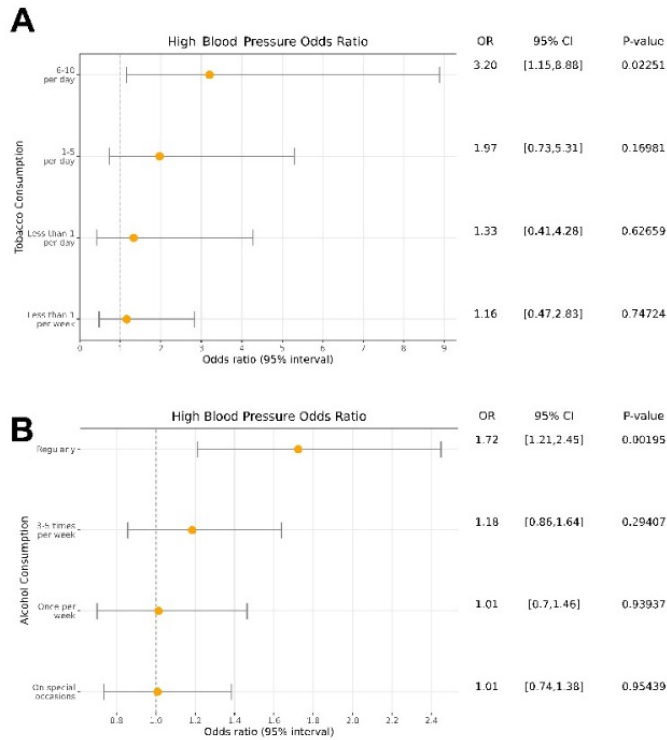 A
High Blood Pressure Odds Ratio OR 95% CI P-value
6-10
per day
3.20 [1.15,8.88] 0.02251
1-5
per day
1.97 [0.73,5.31] 0.16981
Tobacco Consumption
Less than 1
per day
1.33 [0.41,4.28] 0.62659
Less than 1
per week
1.16 [0.47,2.83] 0.74724
0 1 2 3 4 5 6 7 8 9
Odds ratio (95% interval)
B
High Blood Pressure Odds Ratio OR 95% CI P-value
Regularly 1.72 [1.21,2.45] 0.00195
3-5 times
per week
1.18 [0.86,1.64] 0.29407
Alcohol Consumption
Once per
week
1.01 [0.7,1.46] 0.93937
On special
occasions
1.01 [0.74,1.38] 0.95439
0.8 1.0 1.2 1.4 1.6 1.8 2.0 2.2 2.4
Odds ratio (95% interval)